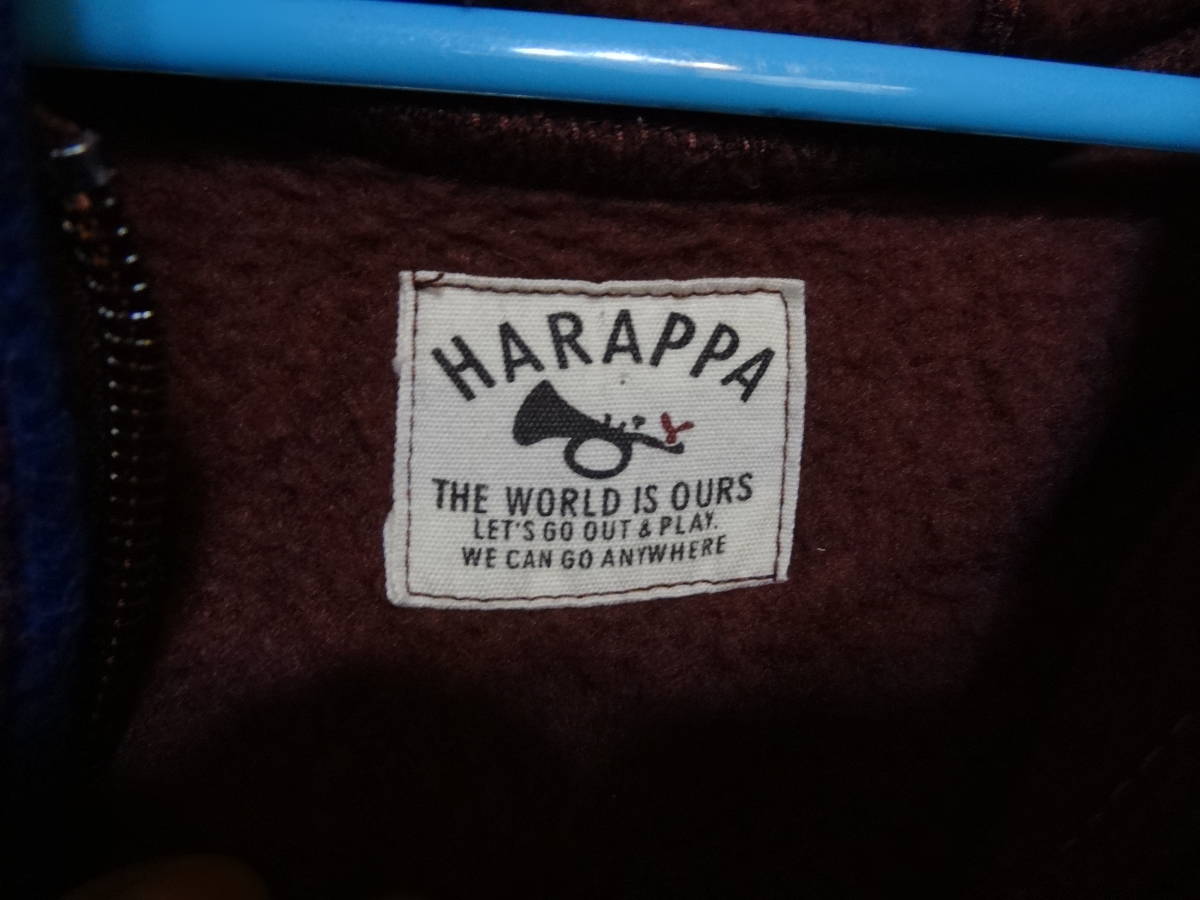 HARAPPA
THE WORLD IS OURS
LET'S GO OUT & PLAY.
WE CAN GO ANYWHERE